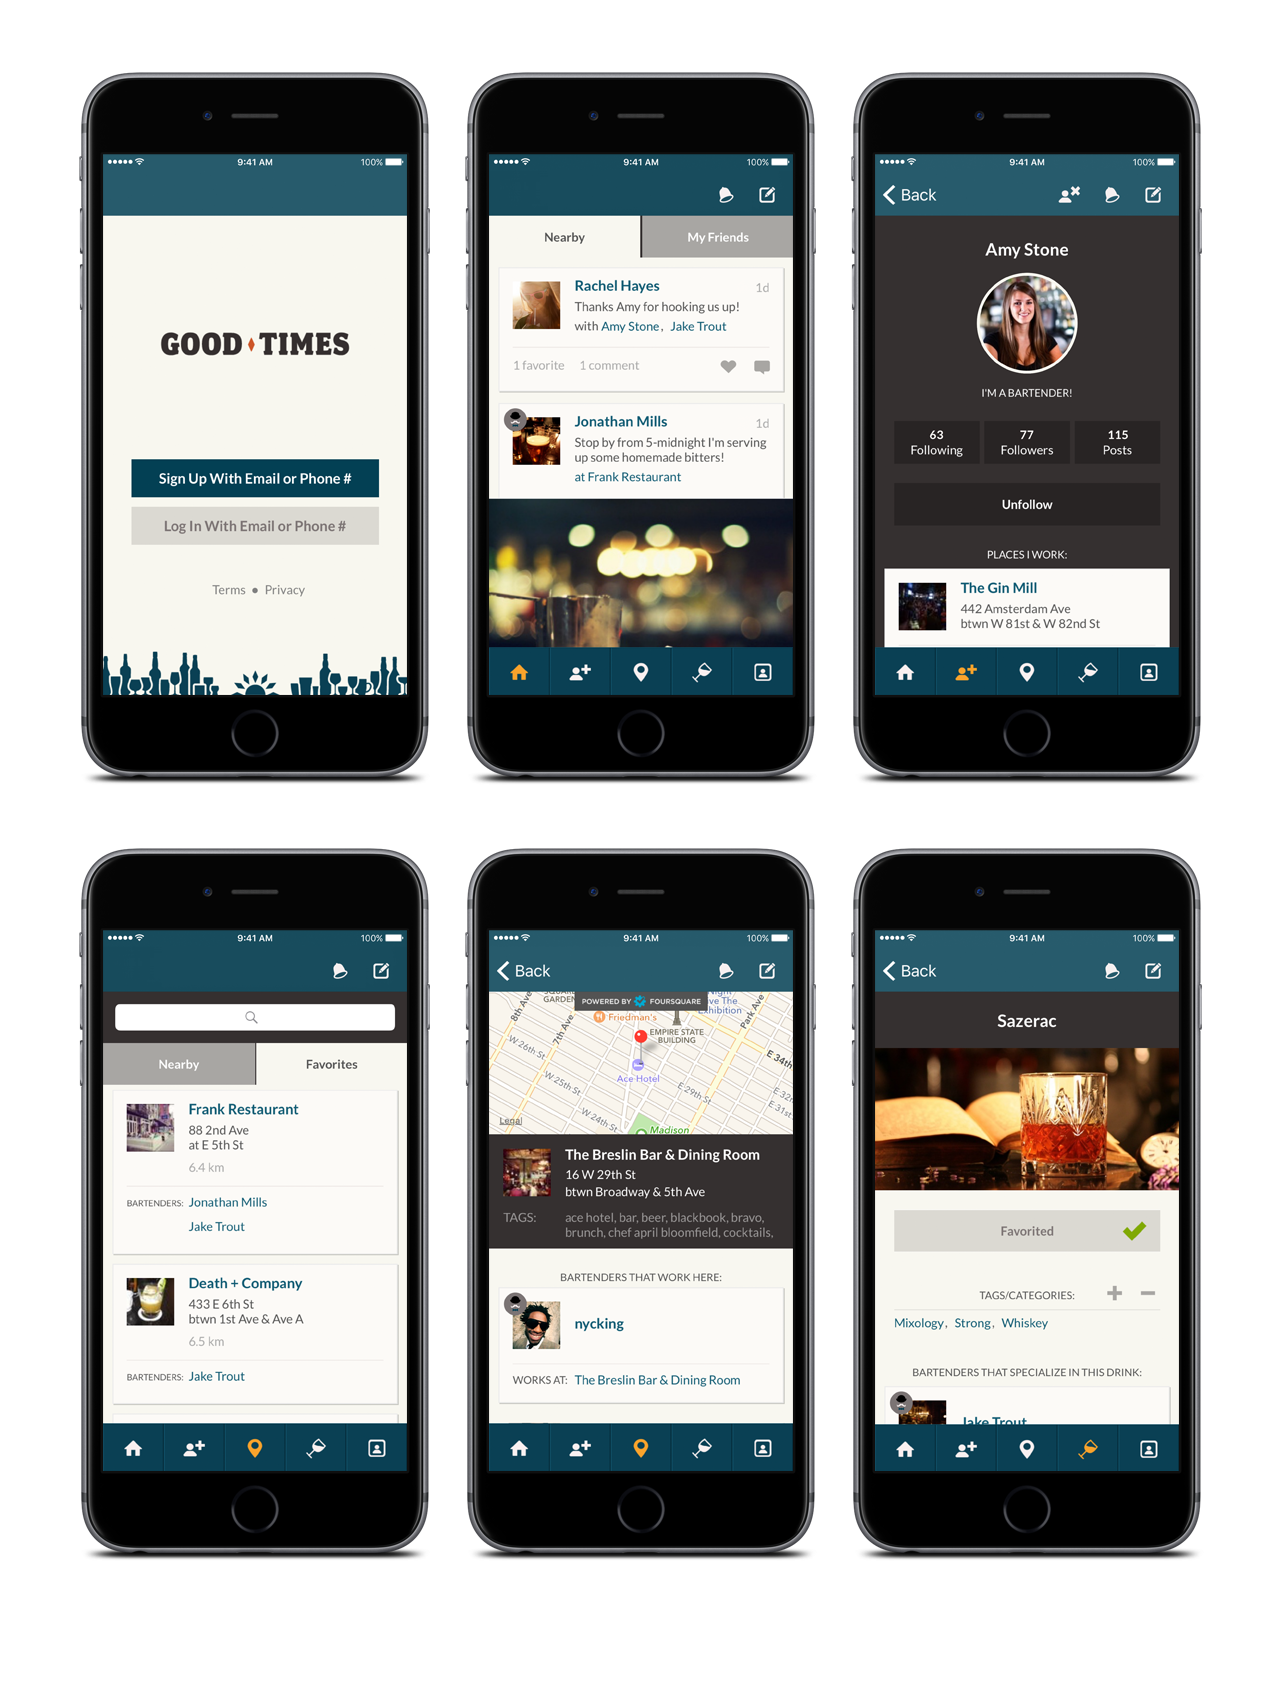 9:41 AM
100%
GOOD TIMES
Sign Up With Email or Phone #
Log In With Email or Phone #
Terms ● Privacy
9:41 AM
100%
Nearby
My Friends
Rachel Hayes
1d
Thanks Amy for hooking us up!
with Amy Stone, Jake Trout
1 favorite
1 comment
Jonathan Mills
1d
Stop by from 5-midnight I'm serving
up some homemade bitters!
at Frank Restaurant
9:41 AM
100%
Back
Amy Stone
I'M A BARTENDER!
63
Following
77
Followers
115
Posts
Unfollow
PLACES I WORK:
The Gin Mill
442 Amsterdam Ave
btwn W 81st & W 82nd St
9:41 AM
100%
Nearby
Favorites
Frank Restaurant
88 2nd Ave
at E 5th St
6.4 km
BARTENDERS: Jonathan Mills
Jake Trout
Death + Company
433 E 6th St
btwn 1st Ave & Ave A
6.5 km
BARTENDERS: Jake Trout
9:41 AM
100%
Back
POWERED BY FOURSQUARE
GARDEN
8th Ave
7th Ave
Friedman's
ve The
Exhibition
Park Ave
EMPIRE STATE
BUILDING
W 26th St
W 25th St
Ace Hotel
E 34th
E 29th St
W 24th St
E 32n
E 31s
Legal
Madison
The Breslin Bar & Dining Room
16 W 29th St
btwn Broadway & 5th Ave
TAGS:
ace hotel, bar, beer, blackbook, bravo,
brunch, chef april bloomfield, cocktails,
BARTENDERS THAT WORK HERE:
nycking
WORKS AT: The Breslin Bar & Dining Room
9:41 AM
100%
Back
Sazerac
Favorited
TAGS/CATEGORIES:
Mixology, Strong, Whiskey
BARTENDERS THAT SPECIALIZE IN THIS DRINK:
Jake Trout